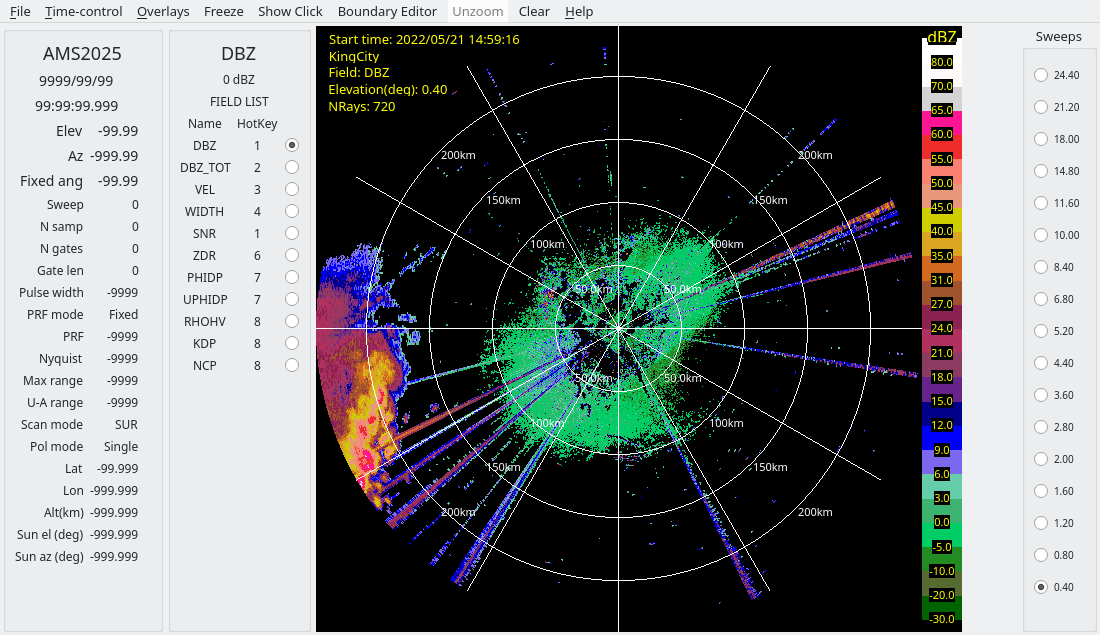 File Time-control Overlays Freeze Show Click Boundary Editor Unzoom Clear Help
AMS2025
9999/99/99
99:99:99.999
Elev -99.99
Az -999.99
Fixed ang -99.99
Sweep 0
N samp 0
N gates 0
Gate len 0
Pulse width -9999
PRF mode Fixed
PRF -9999
Nyquist -9999
Max range -9999
U-A range -9999
Scan mode SUR
Pol mode Single
Lat -99.999
Lon -999.999
Alt(km) -999.999
Sun el (deg) -999.999
Sun az (deg) -999.999
DBZ
0 dBZ
FIELD LIST
Name HotKey
DBZ 1
DBZ_TOT 2
VEL 3
WIDTH 4
SNR 1
ZDR 6
PHIDP 7
UPHIDP 7
RHOHV 8
KDP 8
NCP 8
Start time: 2022/05/21 14:59:16
KingCity
Field: DBZ
Elevation(deg): 0.40
NRays: 720
200km 200km
150km 150km
100km 100km
50.0km 50.0km
50.0km 50.0km
100km 100km
150km 150km
200km 200km
dBZ
80.0
70.0
65.0
60.0
55.0
50.0
45.0
40.0
35.0
31.0
27.0
24.0
21.0
18.0
15.0
12.0
9.0
6.0
3.0
0.0
-5.0
-10.0
-20.0
-30.0
Sweeps
24.40
21.20
18.00
14.80
11.60
10.00
8.40
6.80
5.20
4.40
3.60
2.80
2.00
1.60
1.20
0.80
0.40